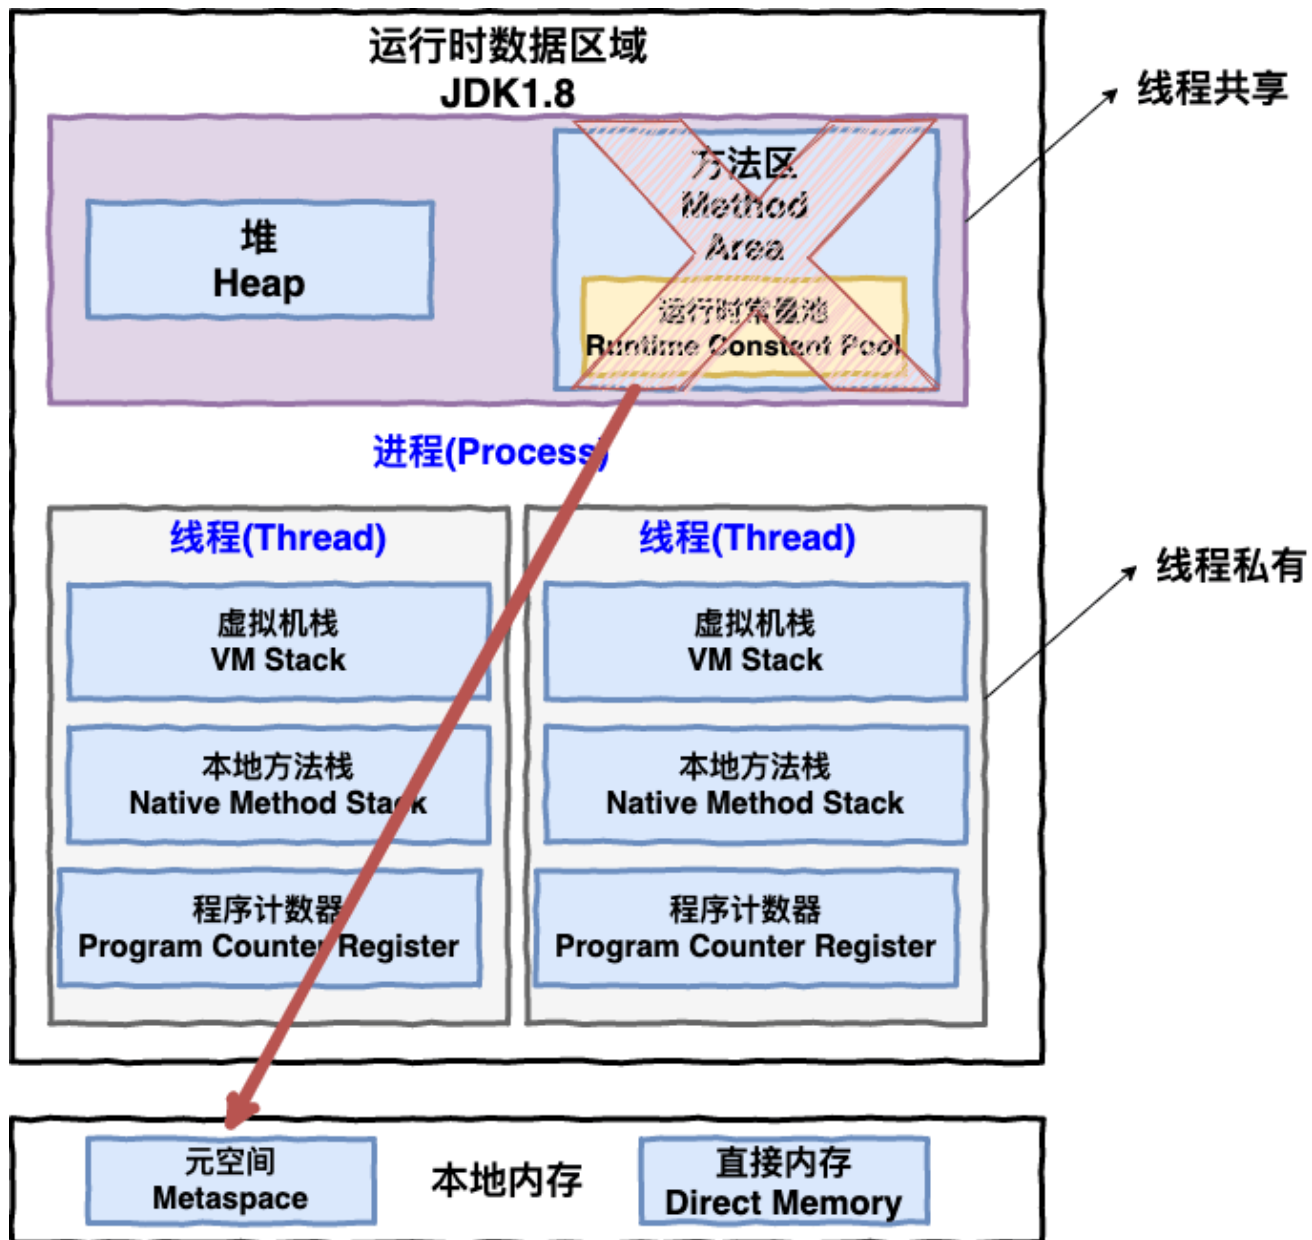 运行时数据区域
JDK1.8
线程共享
堆
Heap
方法区
Method
Area
运行时常量池
Runtime Constant Pool
进程(Process)
线程(Thread)
虚拟机栈
VM Stack
本地方法栈
Native Method Stack
程序计数器
Program Counter Register
线程(Thread)
虚拟机栈
VM Stack
本地方法栈
Native Method Stack
程序计数器
Program Counter Register
线程私有
元空间
Metaspace
本地内存
直接内存
Direct Memory